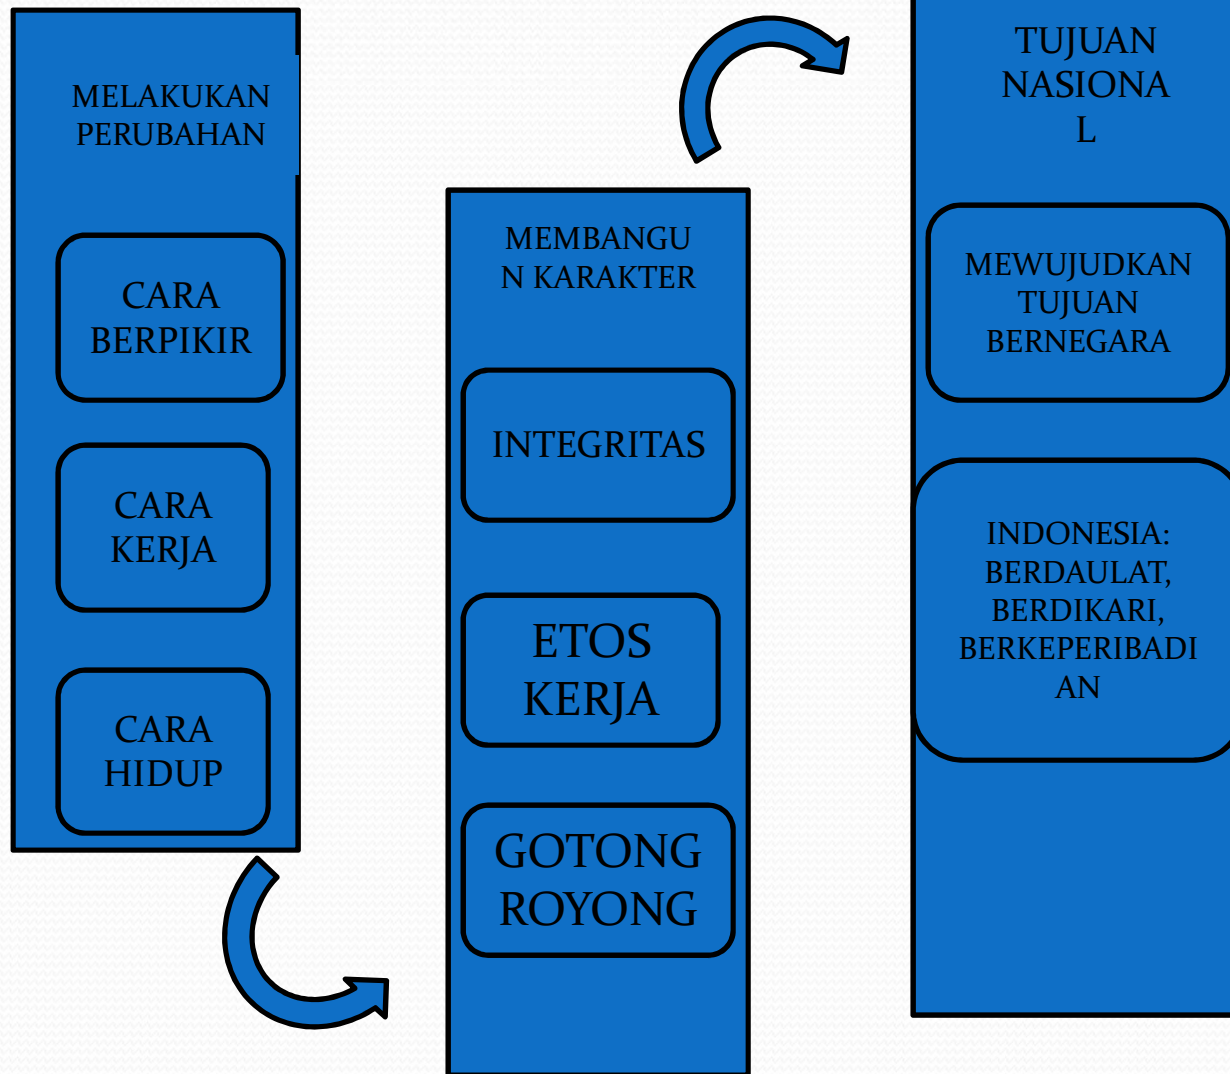 MELAKUKAN
PERUBAHAN
CARA
BERPIKIR
CARA
KERJA
CARA
HIDUP
MEMBANGU
N KARAKTER
INTEGRITAS
ETOS
KERJA
GOTONG
ROYONG
TUJUAN
NASIONA
L
MEWUJUDKAN
TUJUAN
BERNEGARA
INDONESIA:
BERDAULAT,
BERDIKARI,
BERKEPERIBADI
AN